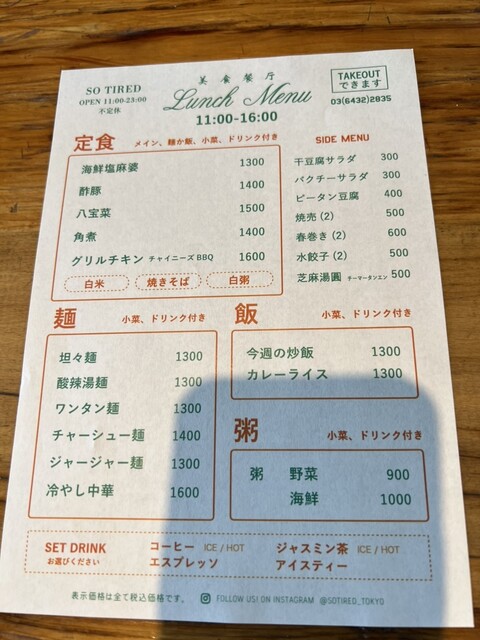 SO TIRED
OPEN 11:00-23:00
不定休
美食餐厅
Lunch Menu
11:00-16:00
TAKEOUT
できます
03(6432)2835
定食 メイン、麺か飯、小菜、ドリンク付き
海鮮塩麻婆 1300
酢豚 1400
八宝菜 1500
角煮 1400
グリルチキン チャイニーズBBQ 1600
白米 焼きそば 白粥
SIDE MENU
干豆腐サラダ 300
パクチーサラダ 300
ピータン豆腐 400
焼売(2) 500
春巻き(2) 600
水餃子(2) 500
芝麻湯圓 チーマータンエン 500
麺 小菜、ドリンク付き
坦々麺 1300
酸辣湯麺 1300
ワンタン麺 1300
チャーシュー麺 1400
ジャージャー麺 1300
冷やし中華 1600
飯 小菜、ドリンク付き
今週の炒飯 1300
カレーライス 1300
粥 小菜、ドリンク付き
粥 野菜 900
海鮮 1000
SET DRINK
お選びください
コーヒー ICE / HOT
エスプレッソ
ジャスミン茶 ICE / HOT
アイスティー
表示価格は全て税込価格です。 FOLLOW US! ON INSTAGRAM @SOTIRED_TOKYO